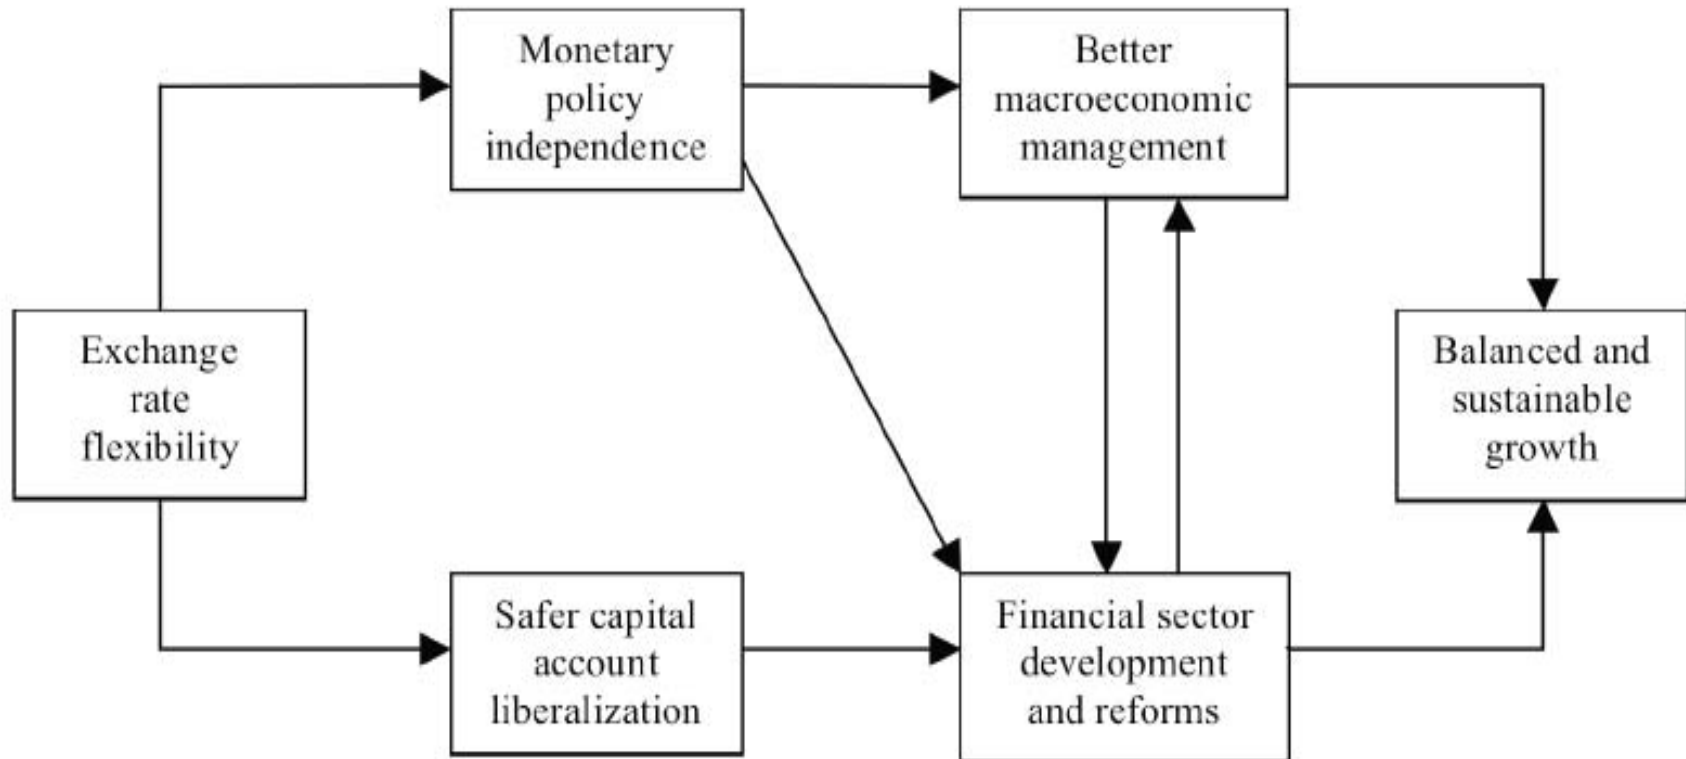 Monetary
policy
independence
Better
macroeconomic
management
Exchange
rate
flexibility
Balanced and
sustainable
growth
Safer capital
account
liberalization
Financial sector
development
and reforms